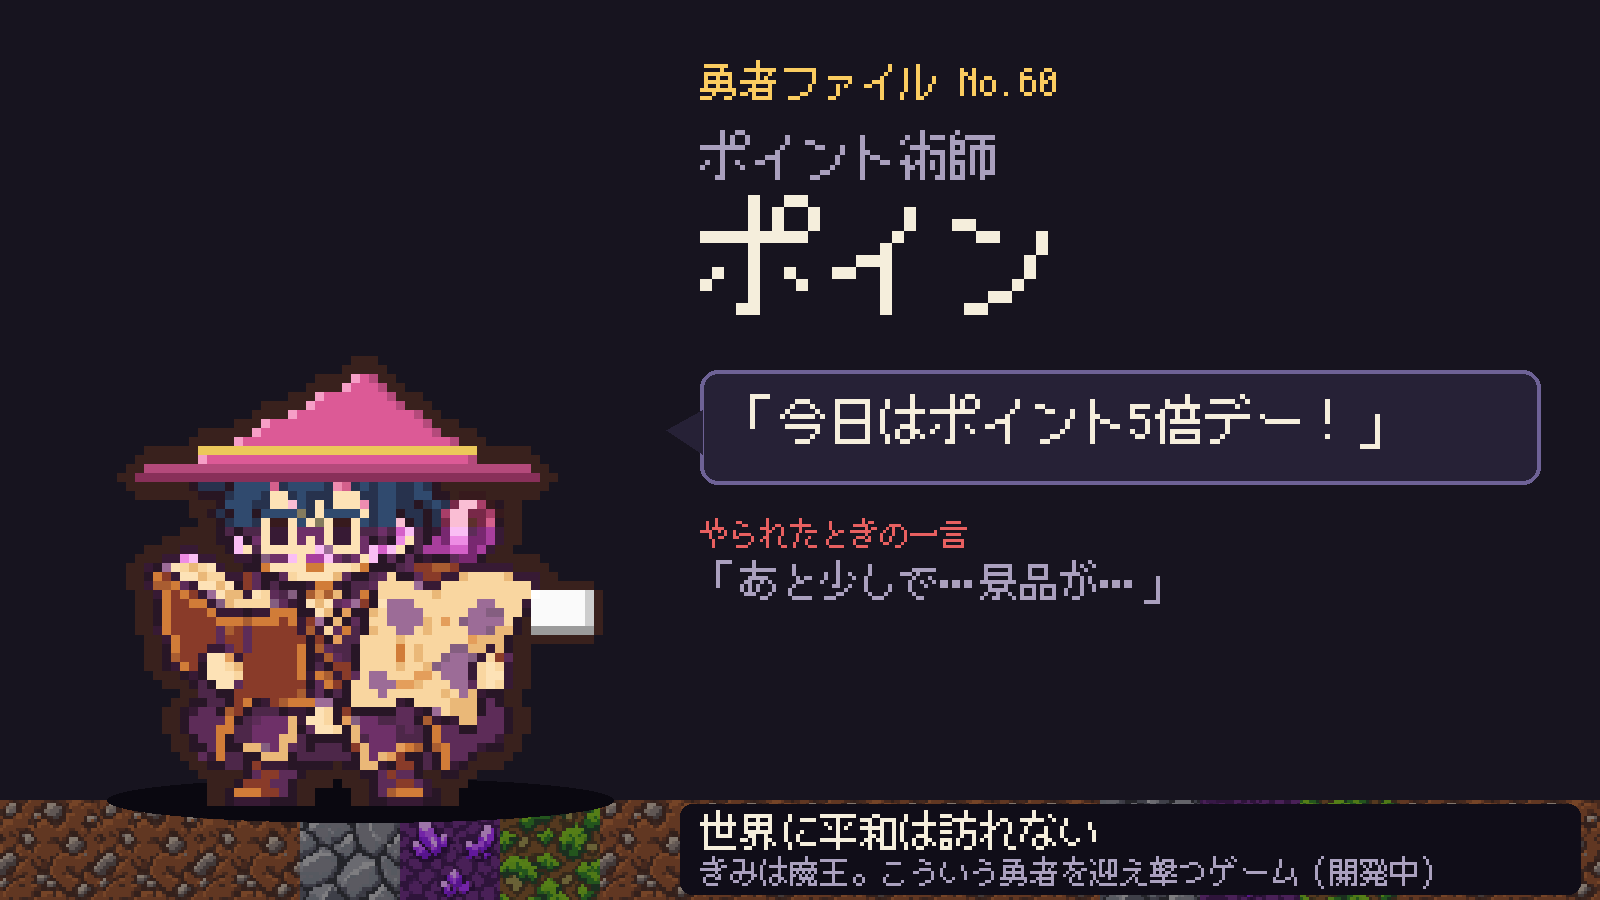 勇者ファイル No.60
ポイント術師
ポイン
「今日はポイント5倍デー！」
やられたときの一言
「あと少しで…景品が…」
世界に平和は訪れない
きみは魔王。こういう勇者を迎え撃つゲーム（開発中）